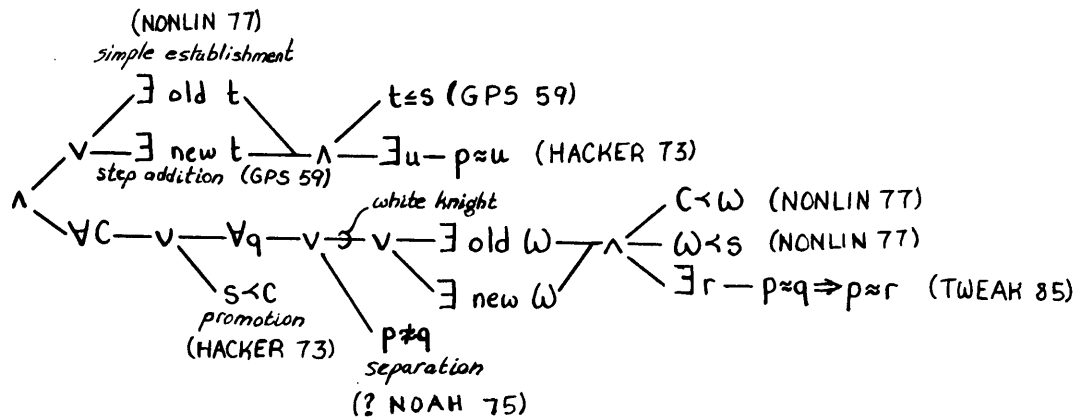 (NONLIN 77)
simple establishment
∃ old t
t≤s (GPS 59)
∨ ∃ new t ∧ ∃u — p≈u (HACKER 73)
step addition (GPS 59)
white knight
∧
∀C — ∨ — ∀q — ∨ ∨ ∃ old ω ∧ ω≺s (NONLIN 77)
C≺ω (NONLIN 77)
s≺C
∃ new ω
∃r — p≈q⇒p≈r (TWEAK 85)
promotion
(HACKER 73)
p≉q
separation
(? NOAH 75)